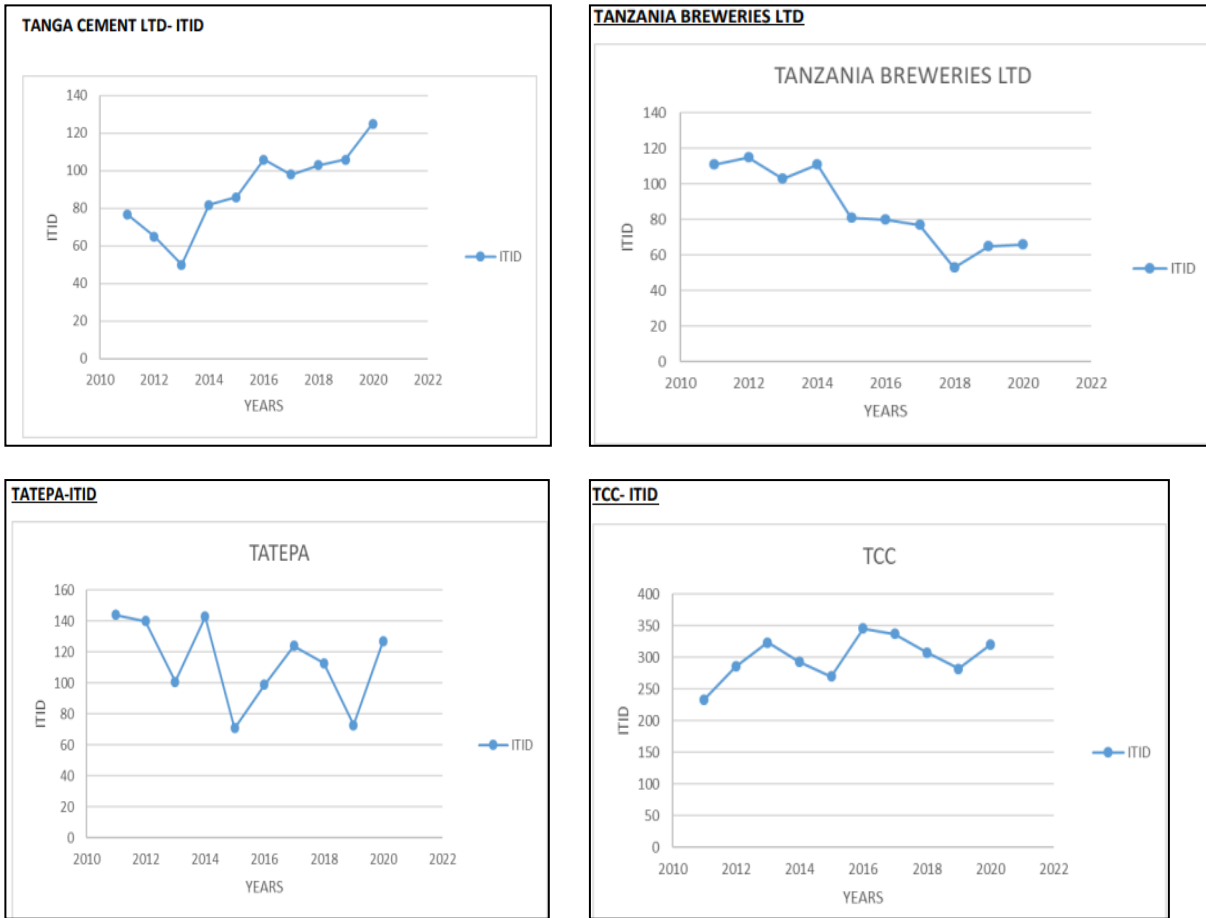 TANGA CEMENT LTD- ITID
140
120
100
80
60
40
20
0
ITID
2010 2012 2014 2016 2018 2020 2022
YEARS
ITID
TANZANIA BREWERIES LTD
TANZANIA BREWERIES LTD
140
120
100
80
60
40
20
0
ITID
2010 2012 2014 2016 2018 2020 2022
YEARS
ITID
TATEPA-ITID
TATEPA
160
140
120
100
80
60
40
20
0
ITID
2010 2012 2014 2016 2018 2020 2022
YEARS
ITID
TCC- ITID
TCC
400
350
300
250
200
150
100
50
0
ITID
2010 2012 2014 2016 2018 2020 2022
YEARS
ITID